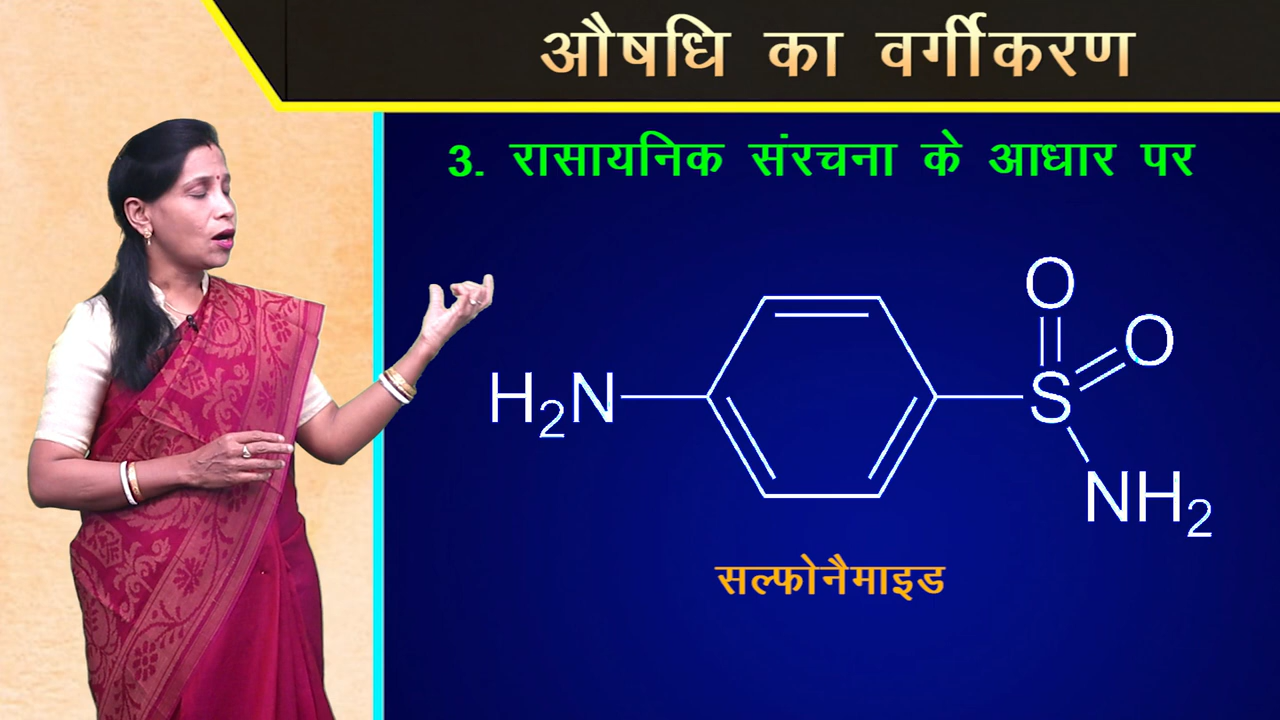 औषधि का वर्गीकरण
3. रासायनिक संरचना के आधार पर
O
O
H₂N
S
NH₂
सल्फोनैमाइड